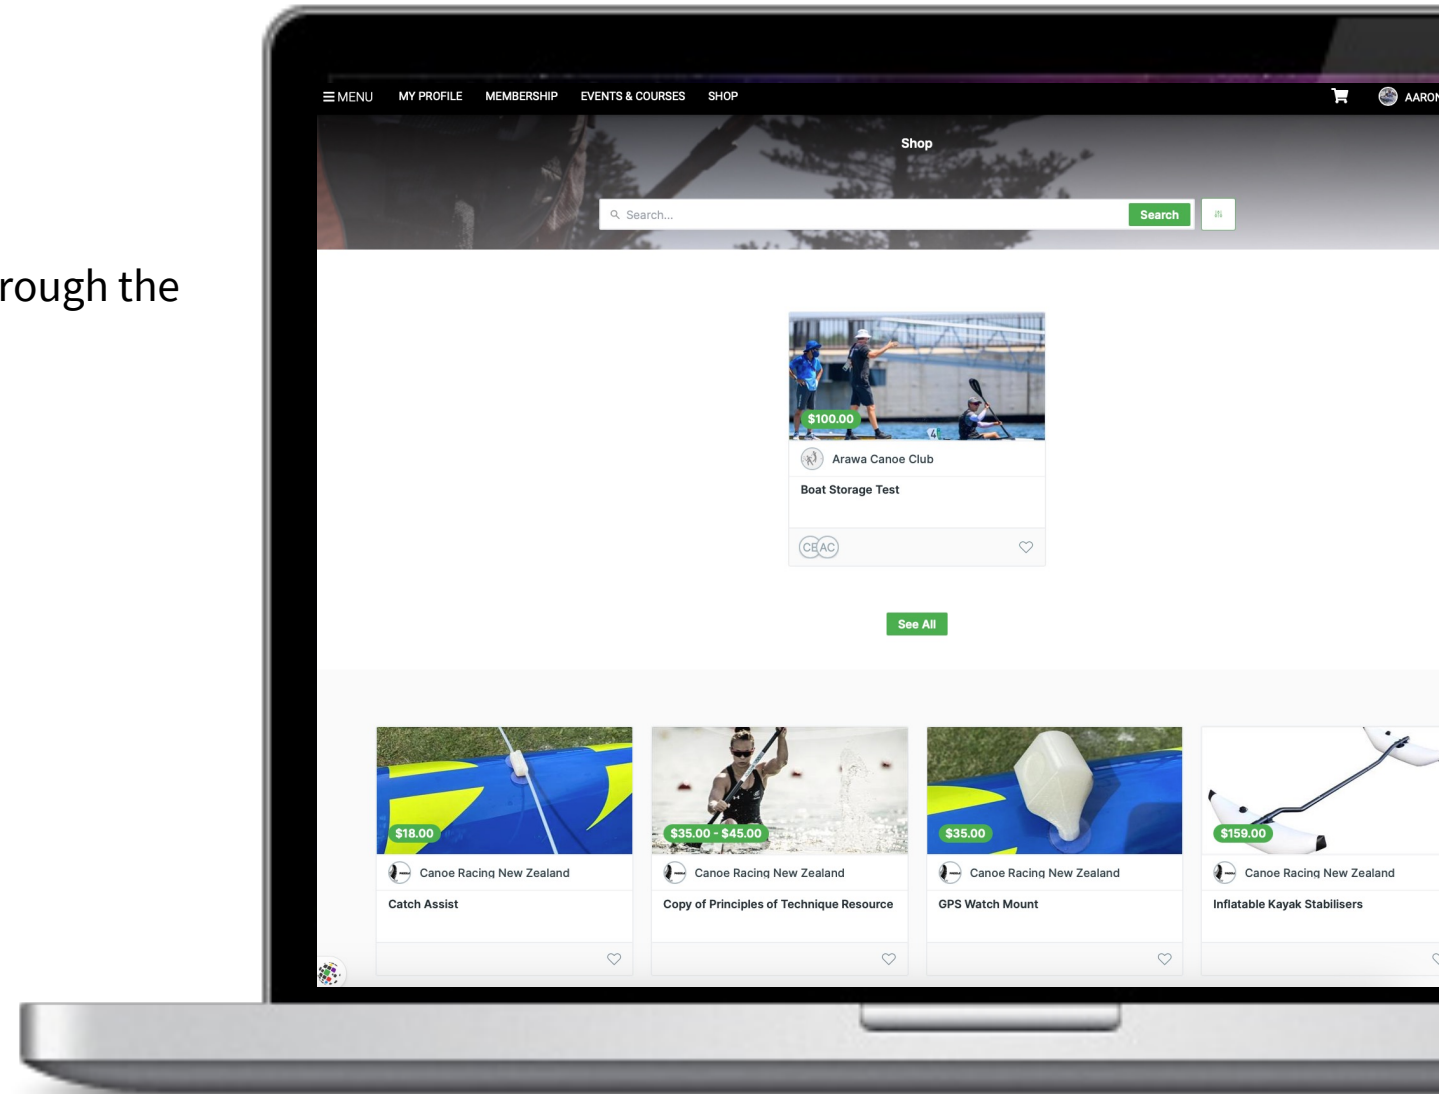 rough the
MENU MY PROFILE MEMBERSHIP EVENTS & COURSES SHOP AARON
Shop
Search... Search
$100.00
4
Arawa Canoe Club
Boat Storage Test
CE AC
See All
$18.00 $35.00 - $45.00 $35.00 $159.00
Canoe Racing New Zealand Canoe Racing New Zealand Canoe Racing New Zealand Canoe Racing New Zealand
Catch Assist Copy of Principles of Technique Resource GPS Watch Mount Inflatable Kayak Stabilisers